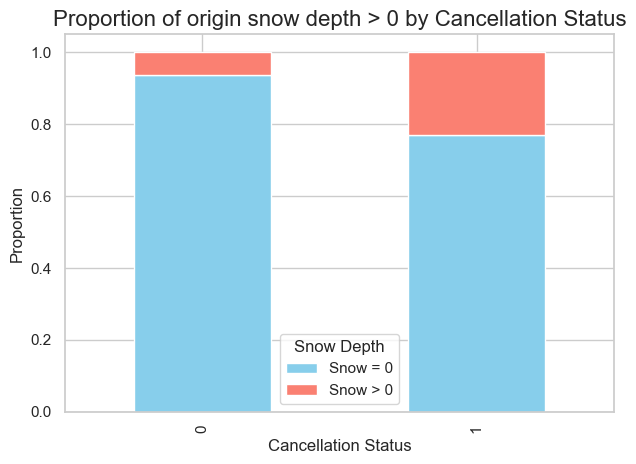 Proportion of origin snow depth > 0 by Cancellation Status
1.0
0.8
0.6
0.4
0.2
0.0
Proportion
Snow Depth
Snow = 0
Snow > 0
0
1
Cancellation Status